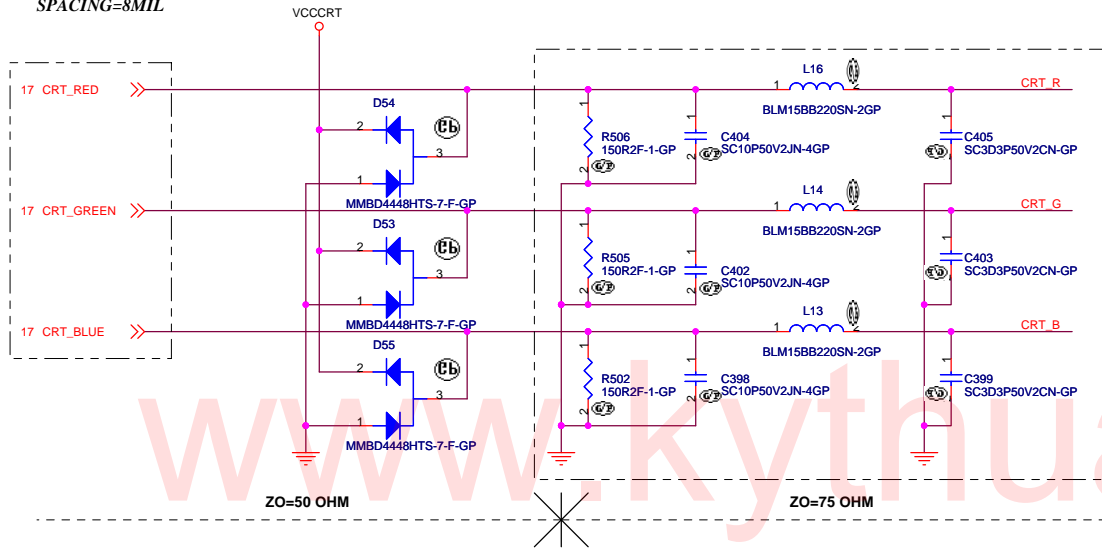 SPACING=8MIL
VCCCRT
17 CRT_RED
D54
2
3
1
MMBD4448HTS-7-F-GP
1
R506
150R2F-1-GP
2
1
C404
SC10P50V2JN-4GP
2
L16
1
2
BLM15BB220SN-2GP
CRT_R
1
C405
SC3D3P50V2CN-GP
2
17 CRT_GREEN
D53
2
3
1
MMBD4448HTS-7-F-GP
1
R505
150R2F-1-GP
2
1
C402
SC10P50V2JN-4GP
2
L14
1
2
BLM15BB220SN-2GP
CRT_G
1
C403
SC3D3P50V2CN-GP
17 CRT_BLUE
D55
2
3
1
MMBD4448HTS-7-F-GP
1
R502
150R2F-1-GP
2
1
C398
SC10P50V2JN-4GP
2
L13
1
2
BLM15BB220SN-2GP
CRT_B
1
C399
SC3D3P50V2CN-GP
www.kythua
ZO=50 OHM
ZO=75 OHM